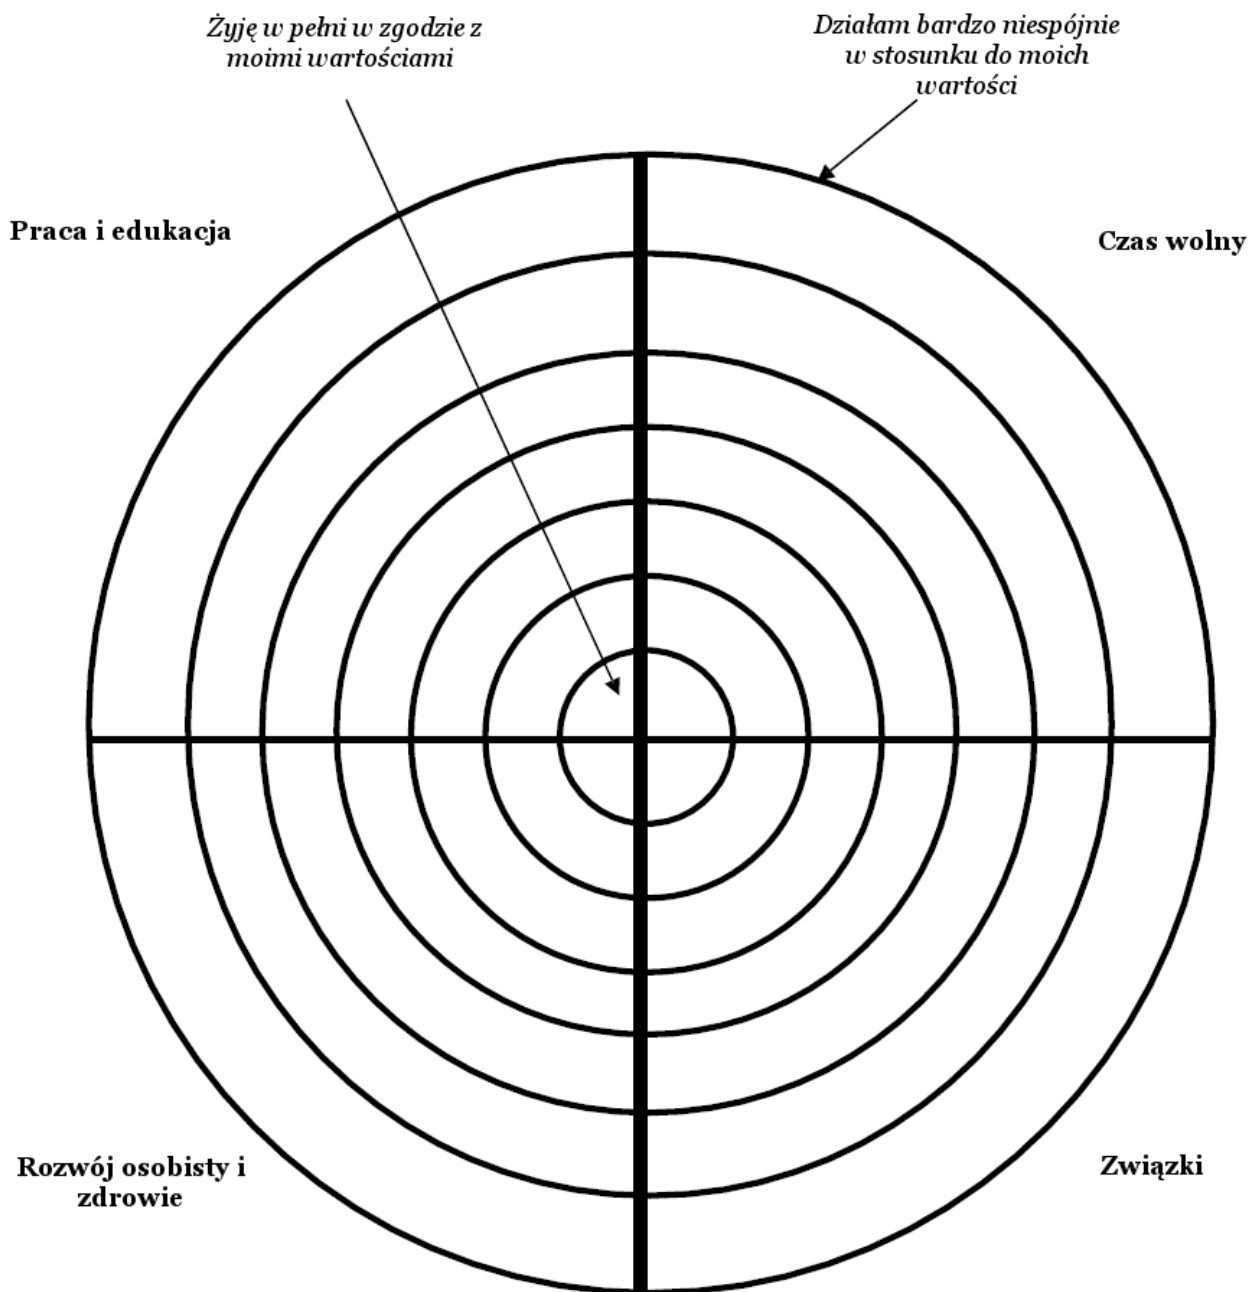 Żyję w pełni w zgodzie z
moimi wartościami
Działam bardzo niespójnie
w stosunku do moich
wartości
Praca i edukacja
Czas wolny
Rozwój osobisty i
zdrowie
Związki